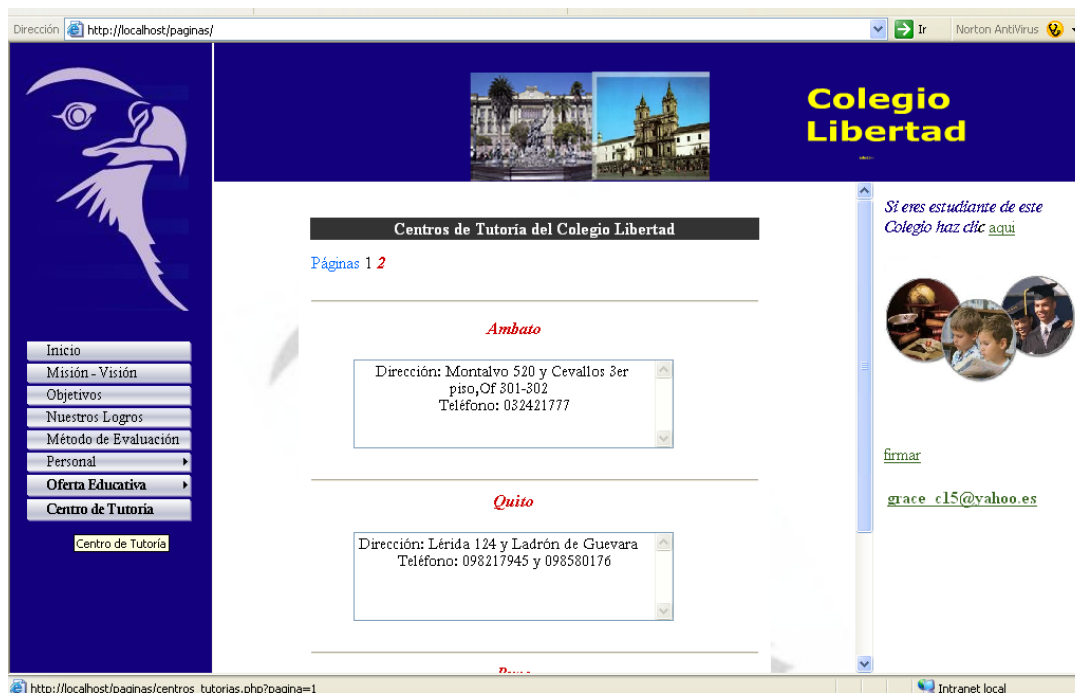 Dirección http://localhost/paginas/ Ir Norton AntiVirus
Colegio
Libertad
Inicio
Misión - Visión
Objetivos
Nuestros Logros
Método de Evaluación
Personal
Oferta Educativa
Centro de Tutoría
Centro de Tutoría
Centros de Tutoría del Colegio Libertad
Páginas 1 2
Ambato
Dirección: Montalvo 520 y Cevallos 3er
piso,Of 301-302
Teléfono: 032421777
Quito
Dirección: Lérida 124 y Ladrón de Guevara
Teléfono: 098217945 y 098580176
Si eres estudiante de este
Colegio haz clic aqui
firmar
grace_c15@yahoo.es
http://localhost/paginas/centros_tutorias.php?pagina=1 Intranet local